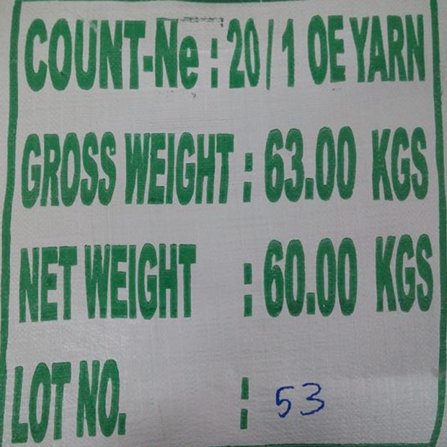 COUNT-Ne : 20/1 OE YARN
GROSS WEIGHT : 63.00 KGS
NET WEIGHT : 60.00 KGS
LOT NO. : 53